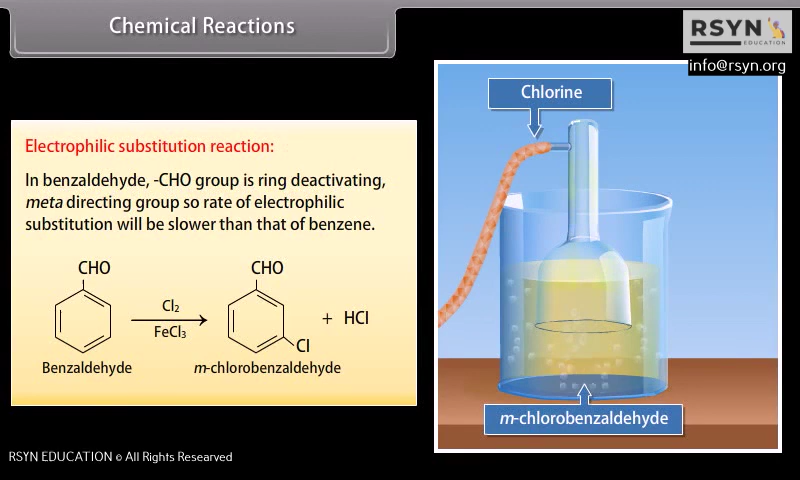 Chemical Reactions
RSYN
EDUCATION
info@rsyn.org
Electrophilic substitution reaction:
In benzaldehyde, -CHO group is ring deactivating,
meta directing group so rate of electrophilic
substitution will be slower than that of benzene.
CHO
Cl₂
FeCl₃
CHO
Cl
+ HCl
Benzaldehyde
m-chlorobenzaldehyde
Chlorine
m-chlorobenzaldehyde
RSYN EDUCATION © All Rights Researved